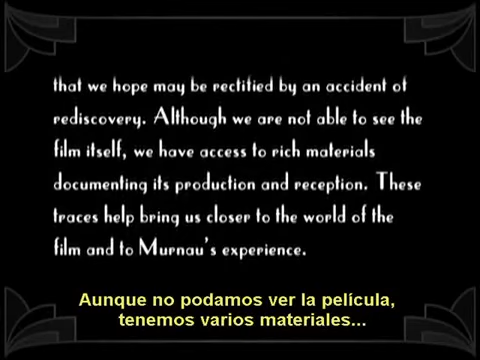 that we hope may be rectified by an accident of
rediscovery. Although we are not able to see the
film itself, we have access to rich materials
documenting its production and reception. These
traces help bring us closer to the world of the
film and to Murnau's experience.
Aunque no podamos ver la película,
tenemos varios materiales...